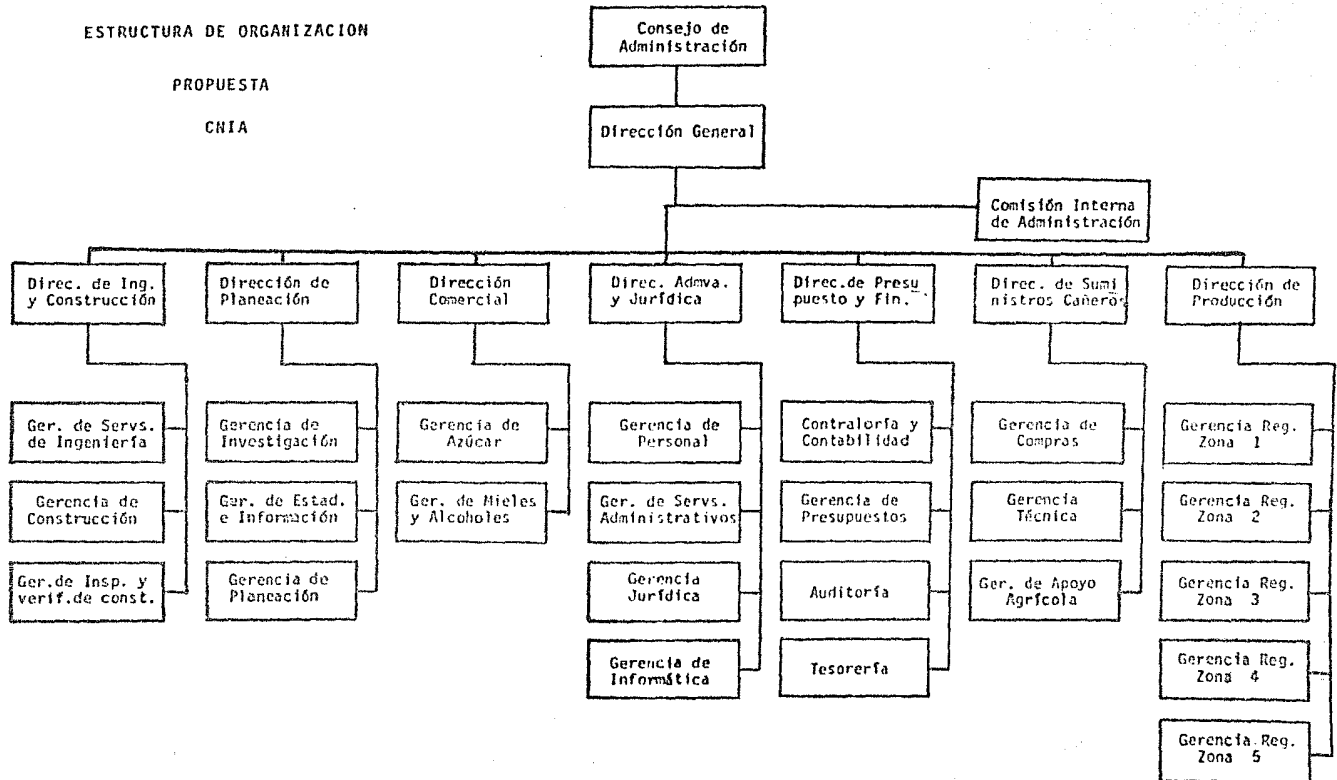 ESTRUCTURA DE ORGANIZACION
PROPUESTA
CNIA
Consejo de
Administración
Dirección General
Comisión Interna
de Administración
Direc. de Ing.
y Construcción
Dirección de
Planeación
Dirección
Comercial
Direc. Admva.
y Jurídica
Direc.de Presu
puesto y Fin.
Direc. de Sumi
nistros Cañeros
Dirección de
Producción
Ger. de Servs.
de Ingeniería
Gerencia de
Construcción
Ger.de Insp. y
verif.de const.
Gerencia de
Investigación
Ger. de Estad.
e Información
Gerencia de
Planeación
Gerencia de
Azúcar
Ger. de Mieles
y Alcoholes
Gerencia de
Personal
Ger. de Servs.
Administrativos
Gerencia
Jurídica
Gerencia de
Informática
Contraloría y
Contabilidad
Gerencia de
Presupuestos
Auditoría
Tesorería
Gerencia de
Compras
Gerencia
Técnica
Ger. de Apoyo
Agrícola
Gerencia Reg.
Zona 1
Gerencia Reg.
Zona 2
Gerencia Reg.
Zona 3
Gerencia Reg.
Zona 4
Gerencia Reg.
Zona 5